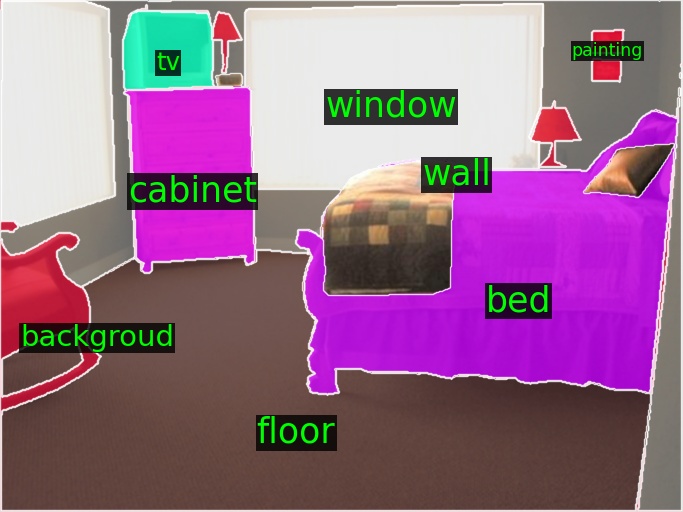 painting
tv
window
wall
cabinet
bed
backgroud
floor